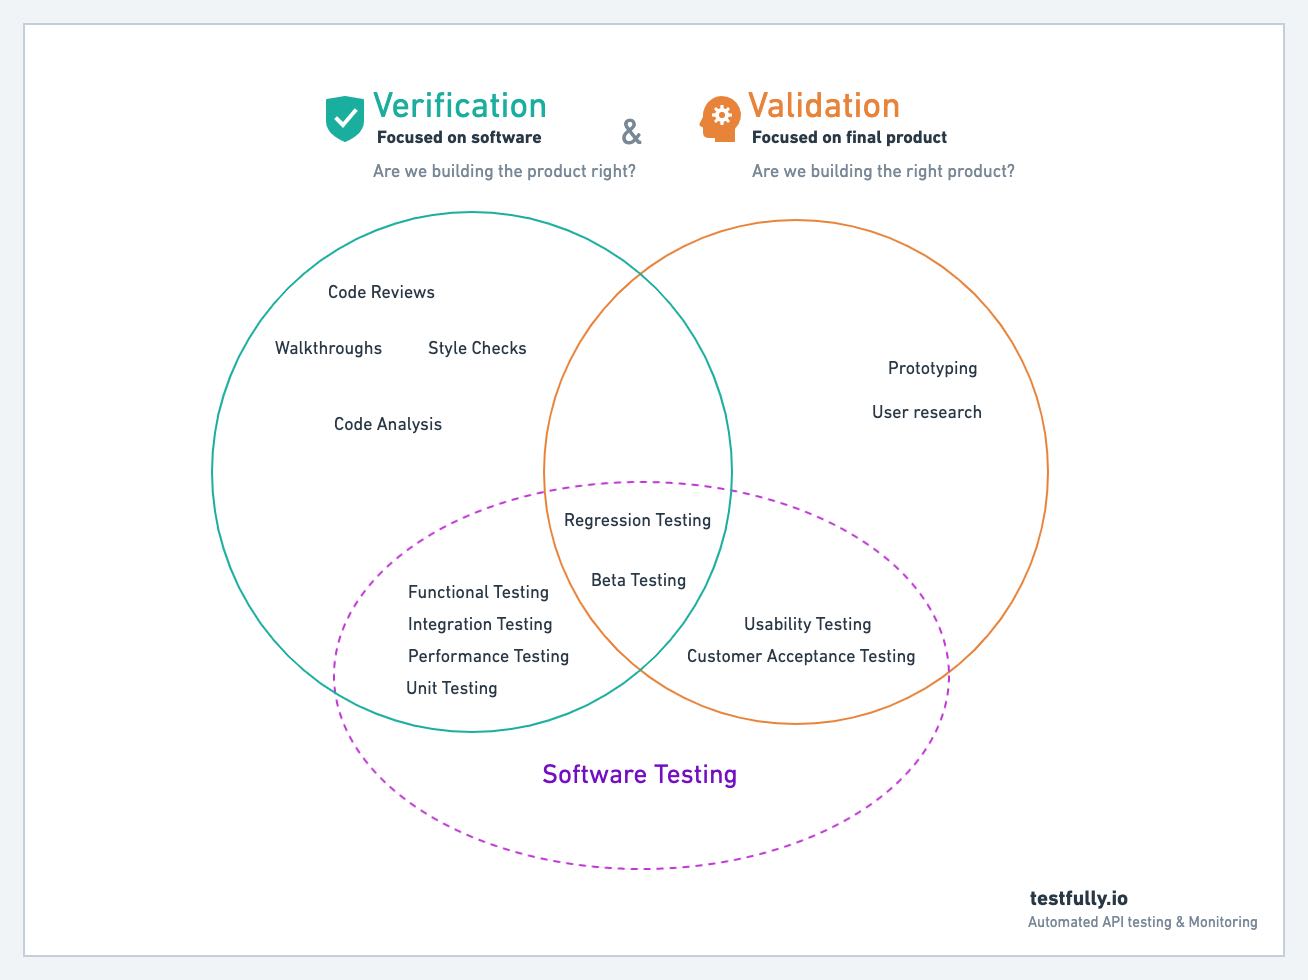 Verification
Focused on software
Are we building the product right?
&
Validation
Focused on final product
Are we building the right product?
Code Reviews
Walkthroughs
Style Checks
Code Analysis
Prototyping
User research
Regression Testing
Beta Testing
Functional Testing
Integration Testing
Performance Testing
Unit Testing
Usability Testing
Customer Acceptance Testing
Software Testing
testfully.io
Automated API testing & Monitoring